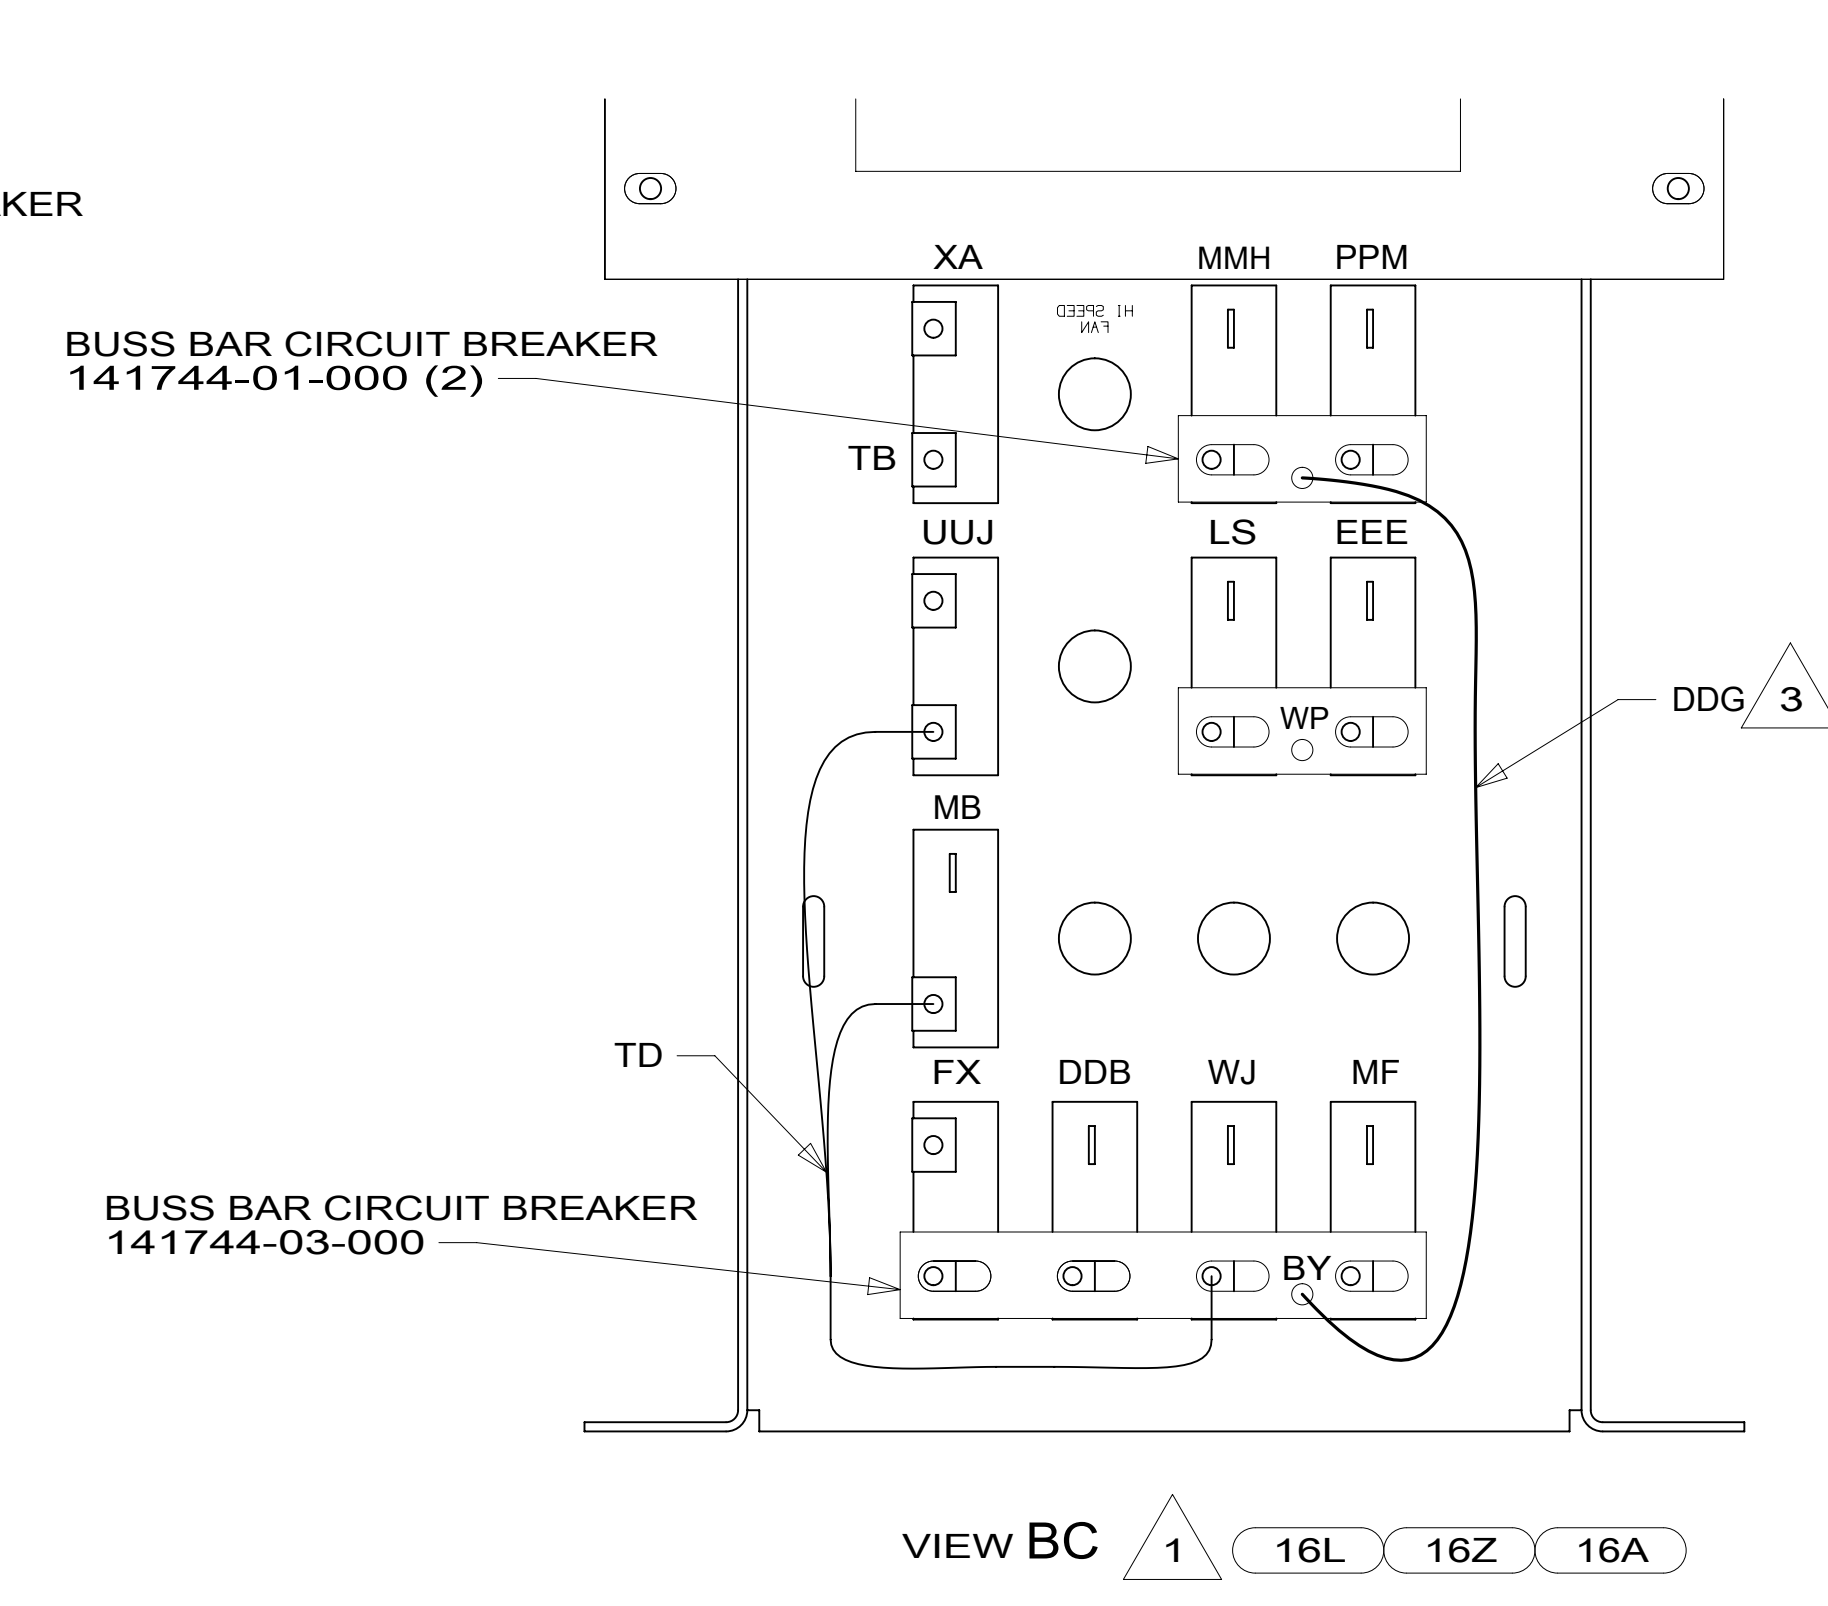 KER
XA
MMH
PPM
HI SPEED
FAN
BUSS BAR CIRCUIT BREAKER
141744-01-000 (2)
TB
UUJ
LS
EEE
WP
DDG 3
MB
TD
FX
DDB
WJ
MF
BUSS BAR CIRCUIT BREAKER
141744-03-000
BY
VIEW BC 1 16L 16Z 16A